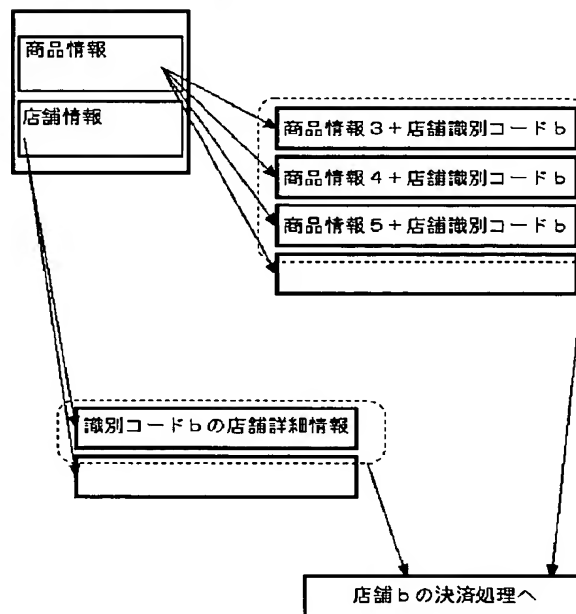 商品情報
店舗情報
商品情報3+店舗識別コードb
商品情報4+店舗識別コードb
商品情報5+店舗識別コードb
識別コードbの店舗詳細情報
店舗bの決済処理へ